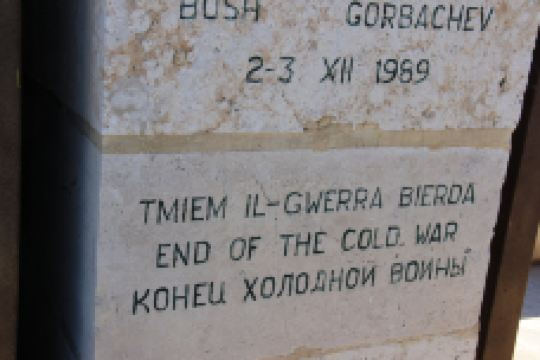 BUSH GORBACHEV
2-3 XII 1989
TMIEM IL-GWERRA BIERDA
END OF THE COLD WAR
КОНЕЦ ХОЛОДНОЙ ВОЙНЫ